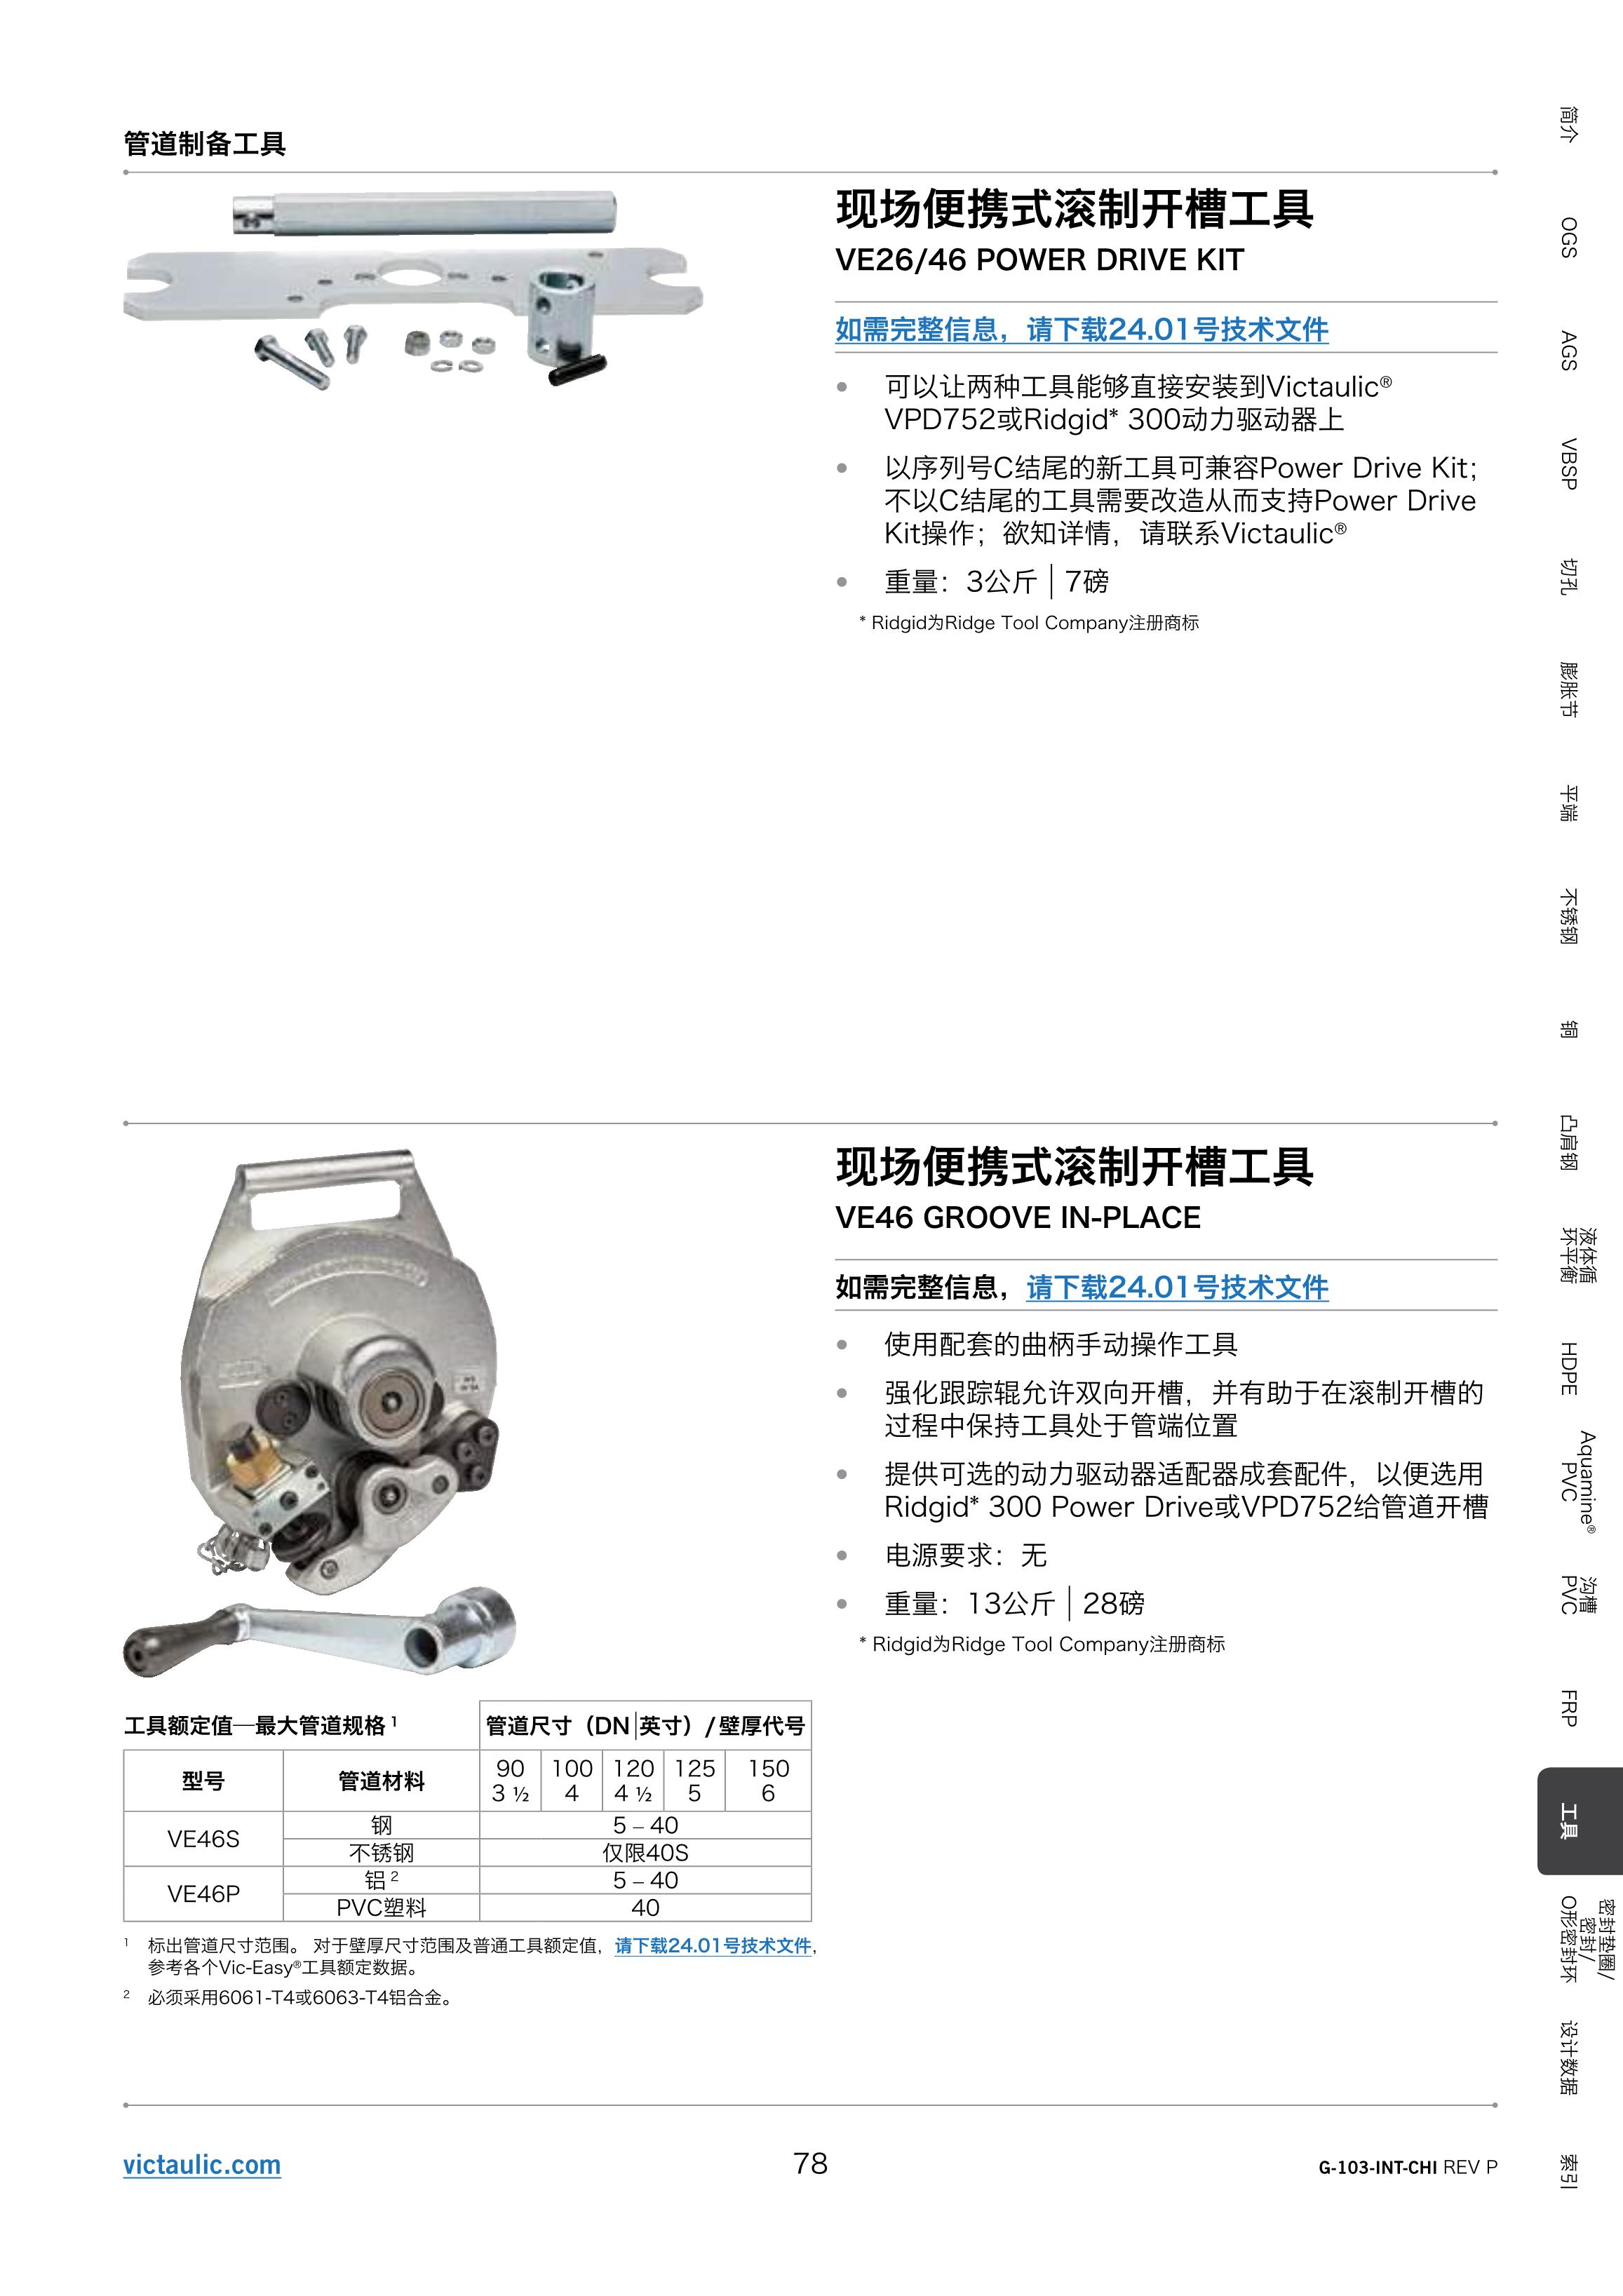 管道制备工具
现场便携式滚制开槽工具
VE26/46 POWER DRIVE KIT
如需完整信息，请下载24.01号技术文件
• 可以让两种工具能够直接安装到Victaulic®
VPD752或Ridgid* 300动力驱动器上
• 以序列号C结尾的新工具可兼容Power Drive Kit；
不以C结尾的工具需要改造从而支持Power Drive
Kit操作；欲知详情，请联系Victaulic®
• 重量：3公斤│7磅
* Ridgid为Ridge Tool Company注册商标
现场便携式滚制开槽工具
VE46 GROOVE IN-PLACE
如需完整信息，请下载24.01号技术文件
• 使用配套的曲柄手动操作工具
• 强化跟踪辊允许双向开槽，并有助于在滚制开槽的
过程中保持工具处于管端位置
• 提供可选的动力驱动器适配器成套配件，以便选用
Ridgid* 300 Power Drive或VPD752给管道开槽
• 电源要求：无
• 重量：13公斤│28磅
* Ridgid为Ridge Tool Company注册商标
工具额定值─最大管道规格 1 管道尺寸（DN│英寸）/壁厚代号
型号 管道材料 90 100 120 125 150
3 ½ 4 4 ½ 5 6
VE46S 钢 5 – 40
不锈钢 仅限40S
VE46P 铝 2 5 – 40
PVC塑料 40
1 标出管道尺寸范围。 对于壁厚尺寸范围及普通工具额定值，请下载24.01号技术文件，
参考各个Vic-Easy®工具额定数据。
2 必须采用6061-T4或6063-T4铝合金。
victaulic.com 78 G-103-INT-CHI REV P
简介
OGS
AGS
VBSP
切孔
膨胀节
平端
不锈钢
铜
凸肩钢
液体循
环平衡
HDPE
Aquamine®
PVC
沟槽
PVC
FRP
工具
密封垫圈/
密封/
O形密封环
设计数据
索引